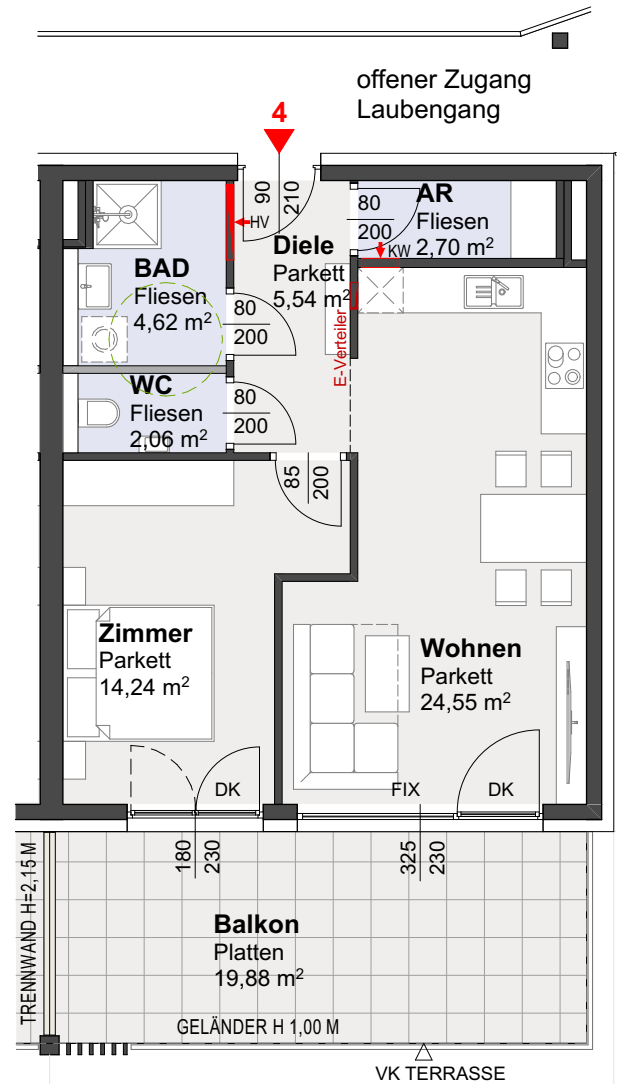 offener Zugang
Laubengang
4
90
210
HV
Diele
Parkett
5,54 m²
80
200
AR
Fliesen
2,70 m²
KW
BAD
Fliesen
4,62 m²
80
200
E-Verteiler
WC
Fliesen
2,06 m²
80
200
85
200
Zimmer
Parkett
14,24 m²
Wohnen
Parkett
24,55 m²
DK
FIX
DK
180
230
325
230
TRENNWAND H=2,15 M
Balkon
Platten
19,88 m²
GELÄNDER H 1,00 M
VK TERRASSE